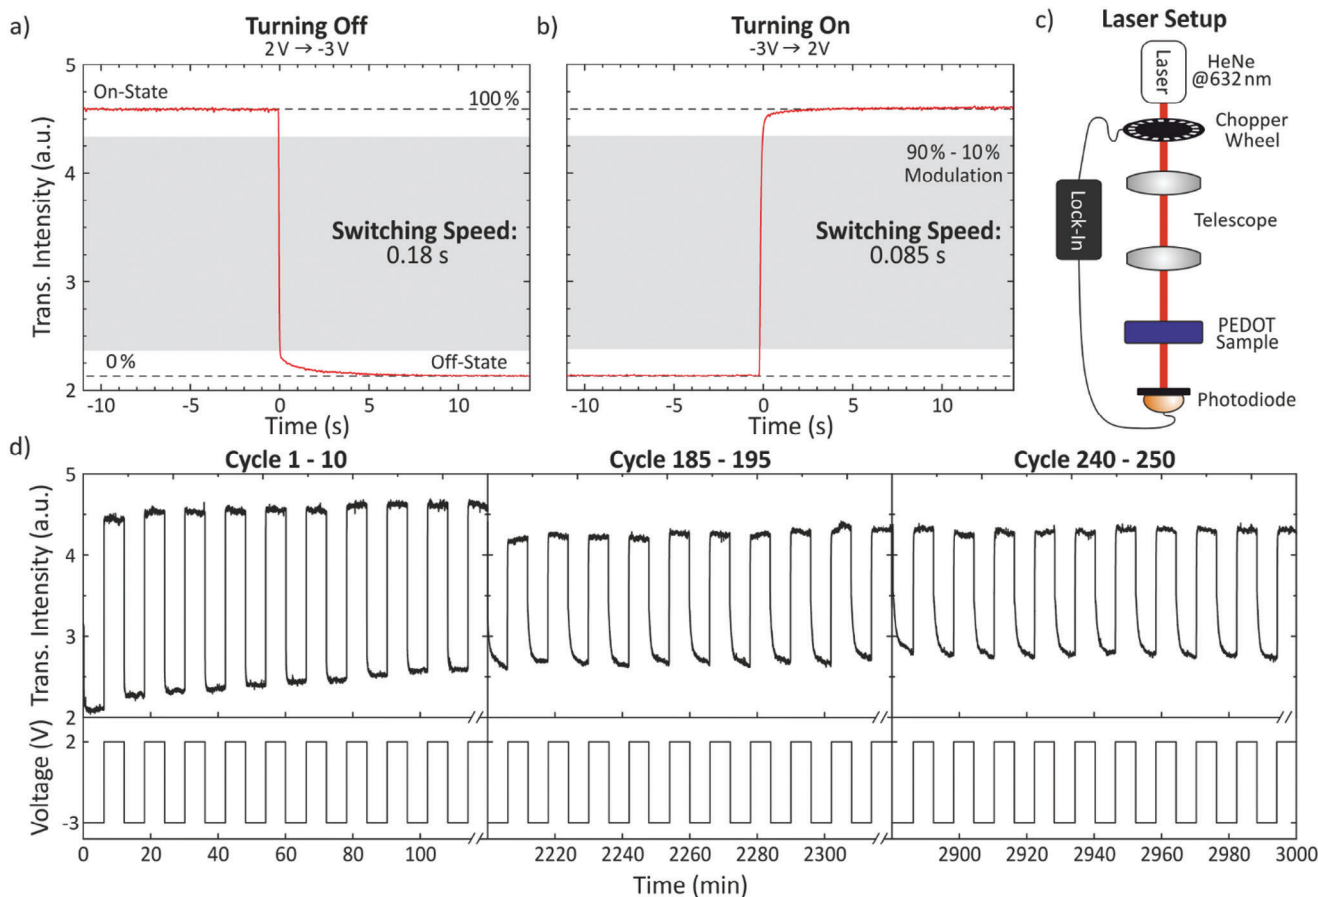 a)
Turning Off
2 V → -3 V
b)
Turning On
-3V → 2V
c)
Laser Setup
5
4
3
2
Trans. Intensity (a.u.)
On-State
100 %
Switching Speed:
0.18 s
0 %
Off-State
-10
-5
0
5
10
Time (s)
90 % - 10 %
Modulation
Switching Speed:
0.085 s
-10
-5
0
5
10
Time (s)
Laser
HeNe
@632 nm
Chopper
Wheel
Lock-In
Telescope
PEDOT
Sample
Photodiode
d)
Cycle 1 - 10
Cycle 185 - 195
Cycle 240 - 250
5
4
3
2
Trans. Intensity (a.u.)
2
-3
Voltage (V)
0
20
40
60
80
100
2220
2240
2260
2280
2300
2900
2920
2940
2960
2980
3000
Time (min)